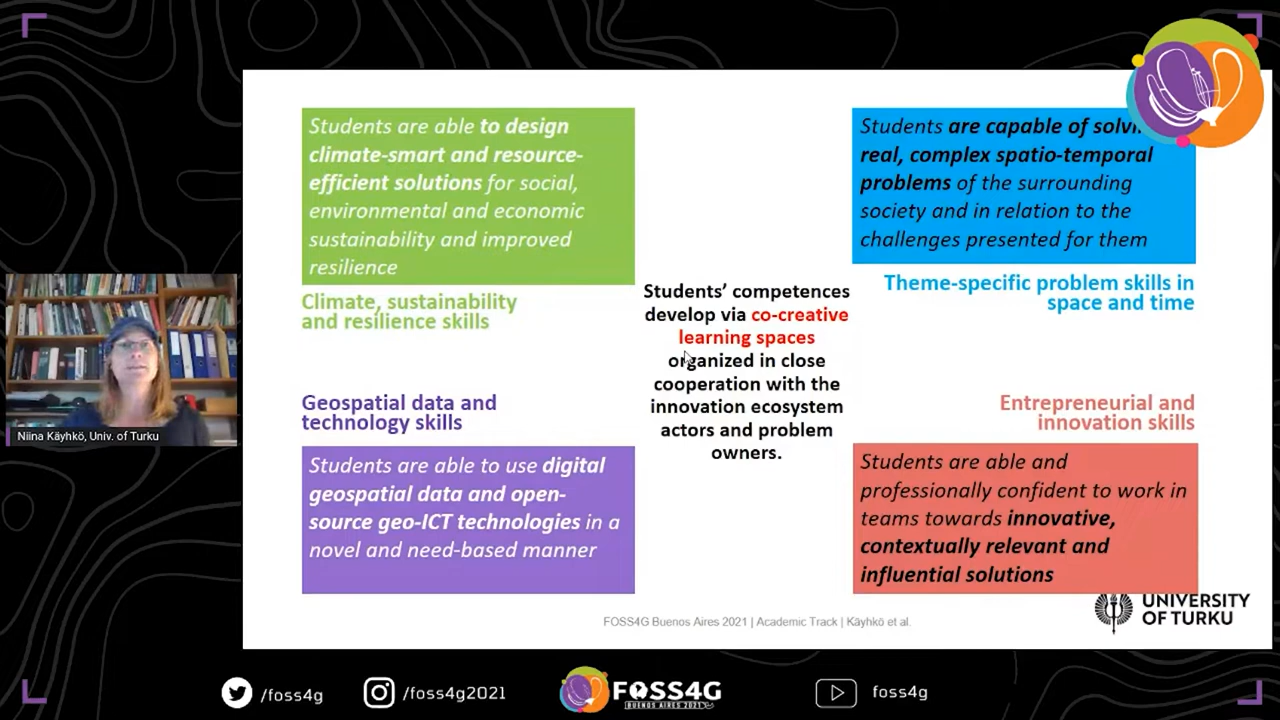 Students are able to design
climate-smart and resource-
efficient solutions for social,
environmental and economic
sustainability and improved
resilience
Climate, sustainability
and resilience skills
Students are capable of
real, complex spatio-temporal
problems of the surrounding
society and in relation to the
challenges presented for them
Theme-specific problem skills in
space and time
Students’ competences
develop via co-creative
learning spaces
organized in close
cooperation with the
innovation ecosystem
actors and problem
owners.
Geospatial data and
technology skills
Students are able to use digital
geospatial data and open-
source geo-ICT technologies in a
novel and need-based manner
Entrepreneurial and
innovation skills
Students are able and
professionally confident to work in
teams towards innovative,
contextually relevant and
influential solutions
Niina Käyhkö, Univ. of Turku
FOSS4G Buenos Aires 2021 | Academic Track | Käyhkö et al.
UNIVERSITY
OF TURKU
/foss4g
/foss4g2021
FOSS4G
BUENOS AIRES 2021
foss4g